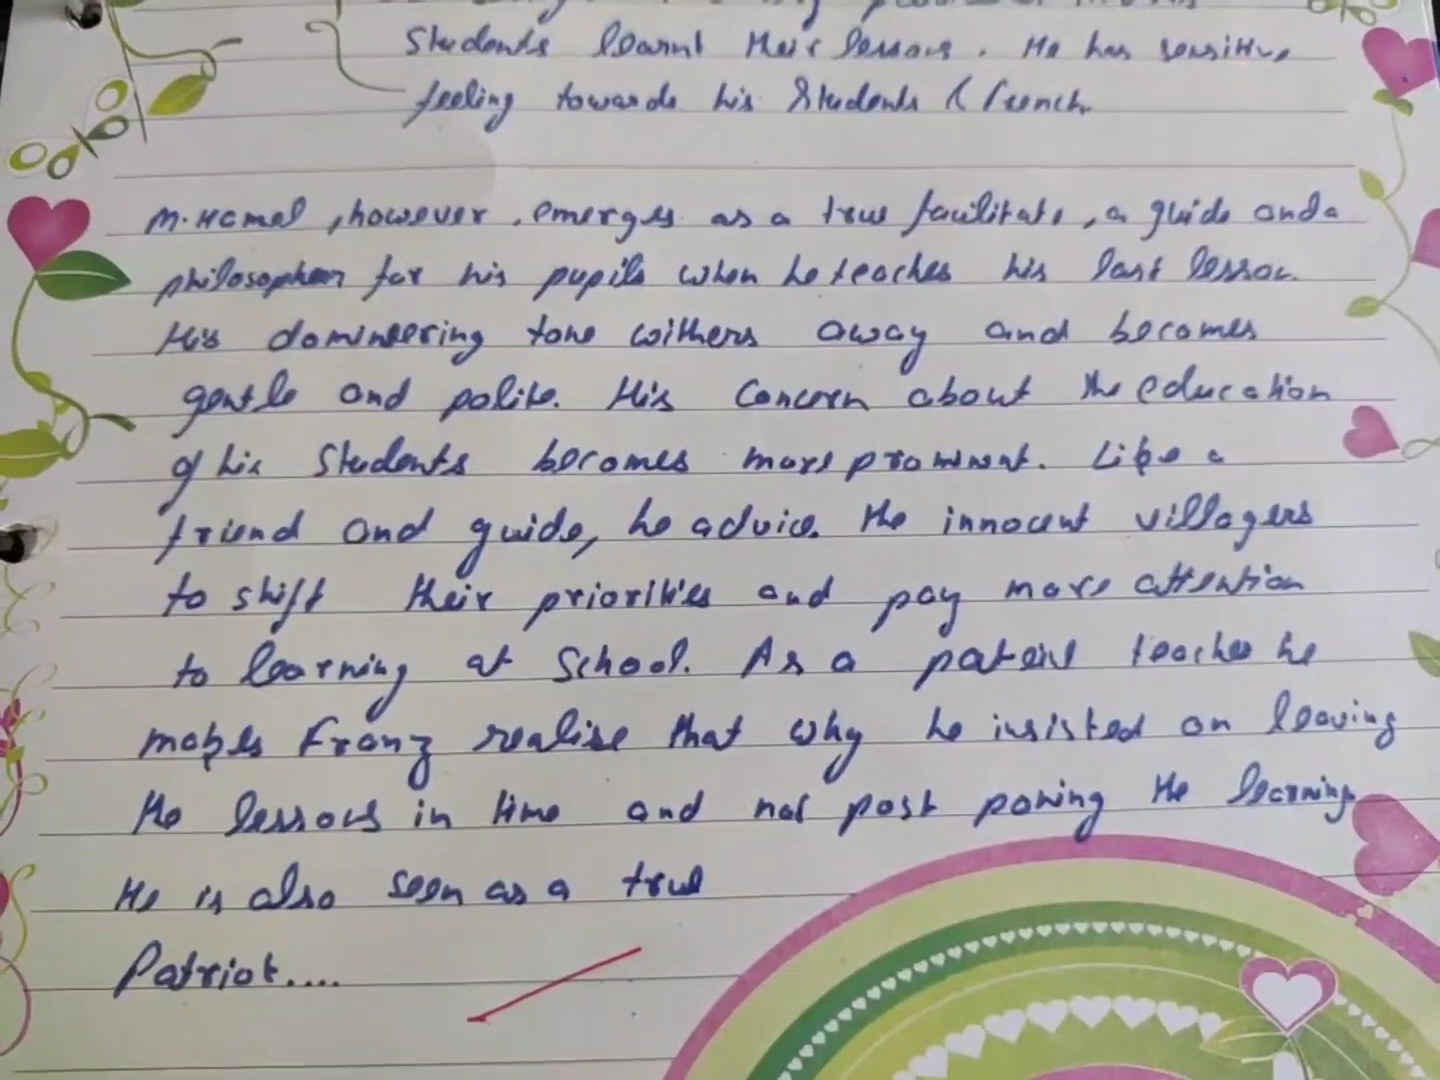 Students learnt their lessons. He has sensitive
feeling towards his Students (French
M. Hamel, however, emerges as a true facilitate, a guide and a
philosopher for his pupils when he teaches his last lesson.
His domineering tone withers away and becomes
gentle and polite. His Concern about the education
of his Students becomes more prominent. Like a
friend and guide, he advice the innocent villagers
to shift their priorities and pay more attention
to learning at School. As a patient teacher he
makes Franz realise that why he insisted on leaving
the lessons in time and not post poning the learning
He is also seen as a true
Patriot....